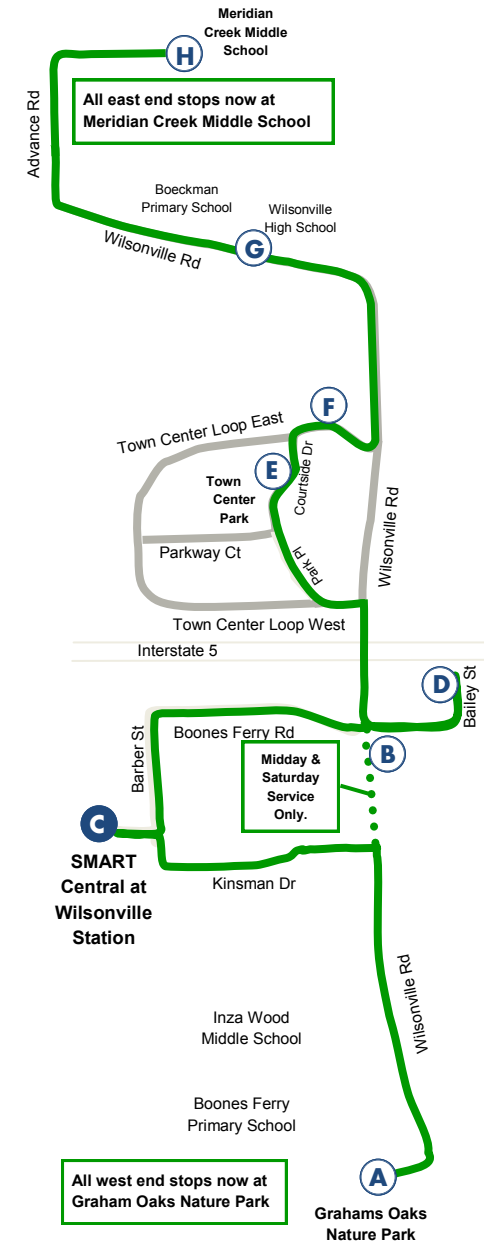 Meridian
Creek Middle
School
H
All east end stops now at
Meridian Creek Middle School
Advance Rd
Boeckman
Primary School
Wilsonville
High School
G
Wilsonville Rd
F
Town Center Loop East
E
Courtside Dr
Town
Center
Park
Wilsonville Rd
Parkway Ct
Park Pl
Town Center Loop West
Interstate 5
D
Bailey St
Boones Ferry Rd
Barber St
B
Midday &
Saturday
Service
Only.
C
SMART
Central at
Wilsonville
Station
Kinsman Dr
Wilsonville Rd
Inza Wood
Middle School
Boones Ferry
Primary School
All west end stops now at
Graham Oaks Nature Park
A
Grahams Oaks
Nature Park